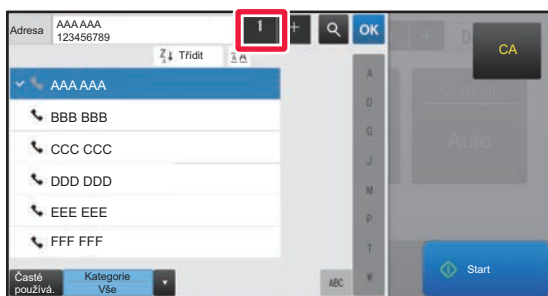 Adresa
AAA AAA
123456789
1
+
OK
CA
Třídit
AAA AAA
BBB BBB
CCC CCC
DDD DDD
EEE EEE
FFF FFF
A
D
G
J
M
P
T
W
Original
Auto
Časté
používá.
Kategorie
Vše
ABC
Start